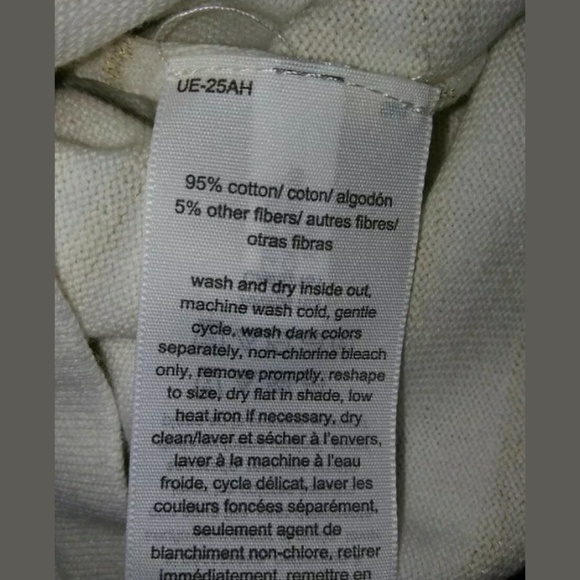 UE-25AH
95% cotton/ coton/ algodón
5% other fibers/ autres fibres/
otras fibras
wash and dry inside out,
machine wash cold, gentle
cycle, wash dark colors
separately, non-chlorine bleach
only, remove promptly, reshape
to size, dry flat in shade, low
heat iron if necessary, dry
clean/laver et sécher à l'envers,
laver à la machine à l'eau
froide, cycle délicat, laver les
couleurs foncées séparément,
seulement agent de
blanchiment non-chlore, retirer
immédiatement, remettre en